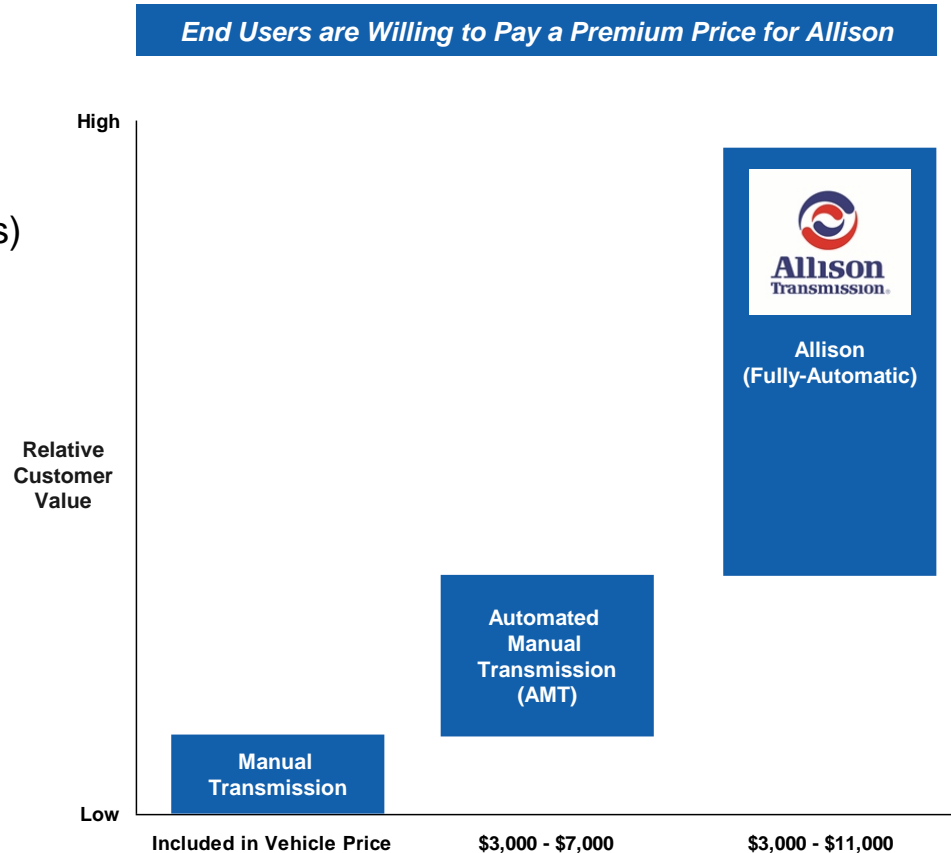 End Users are Willing to Pay a Premium Price for Allison
High
s)
Allison
Transmission®
Allison
(Fully-Automatic)
Relative
Customer
Value
Automated
Manual
Transmission
(AMT)
Manual
Transmission
Low
Included in Vehicle Price
$3,000 - $7,000
$3,000 - $11,000